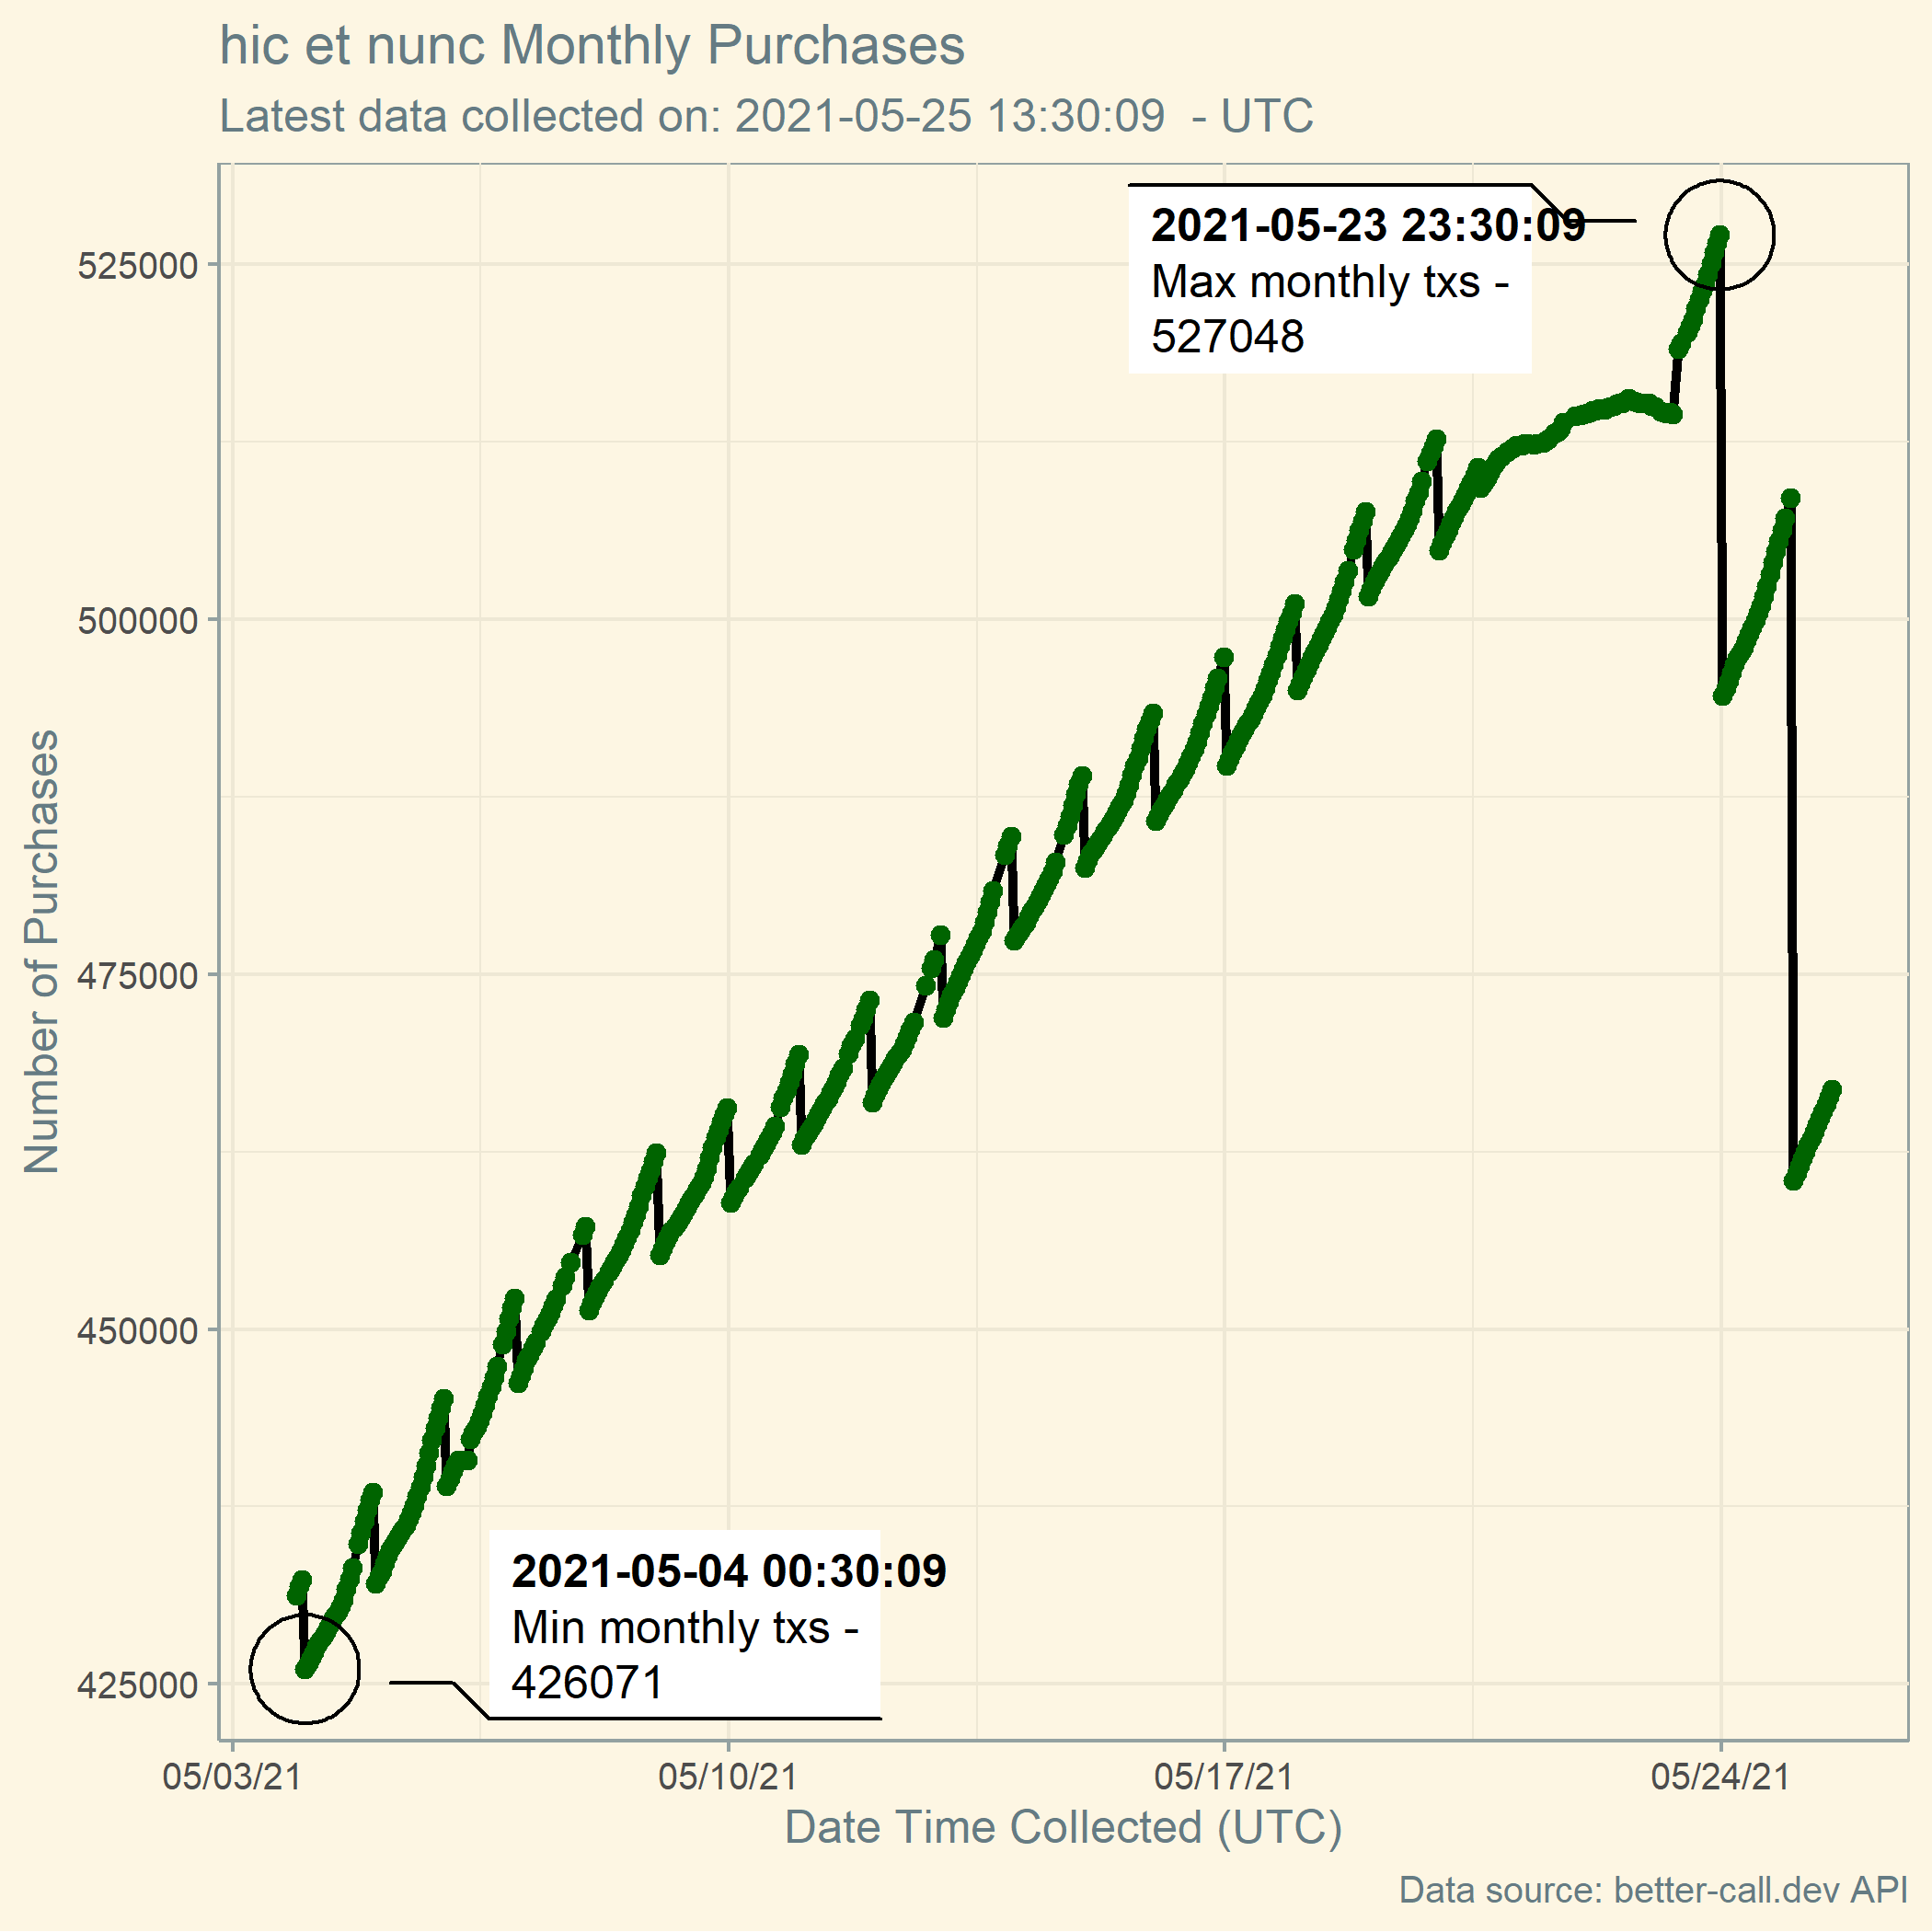 hic et nunc Monthly Purchases
Latest data collected on: 2021-05-25 13:30:09  - UTC
Number of Purchases
525000
500000
475000
450000
425000
2021-05-23 23:30:09
Max monthly txs -
527048
2021-05-04 00:30:09
Min monthly txs -
426071
05/03/21
05/10/21
05/17/21
05/24/21
Date Time Collected (UTC)
Data source: better-call.dev API